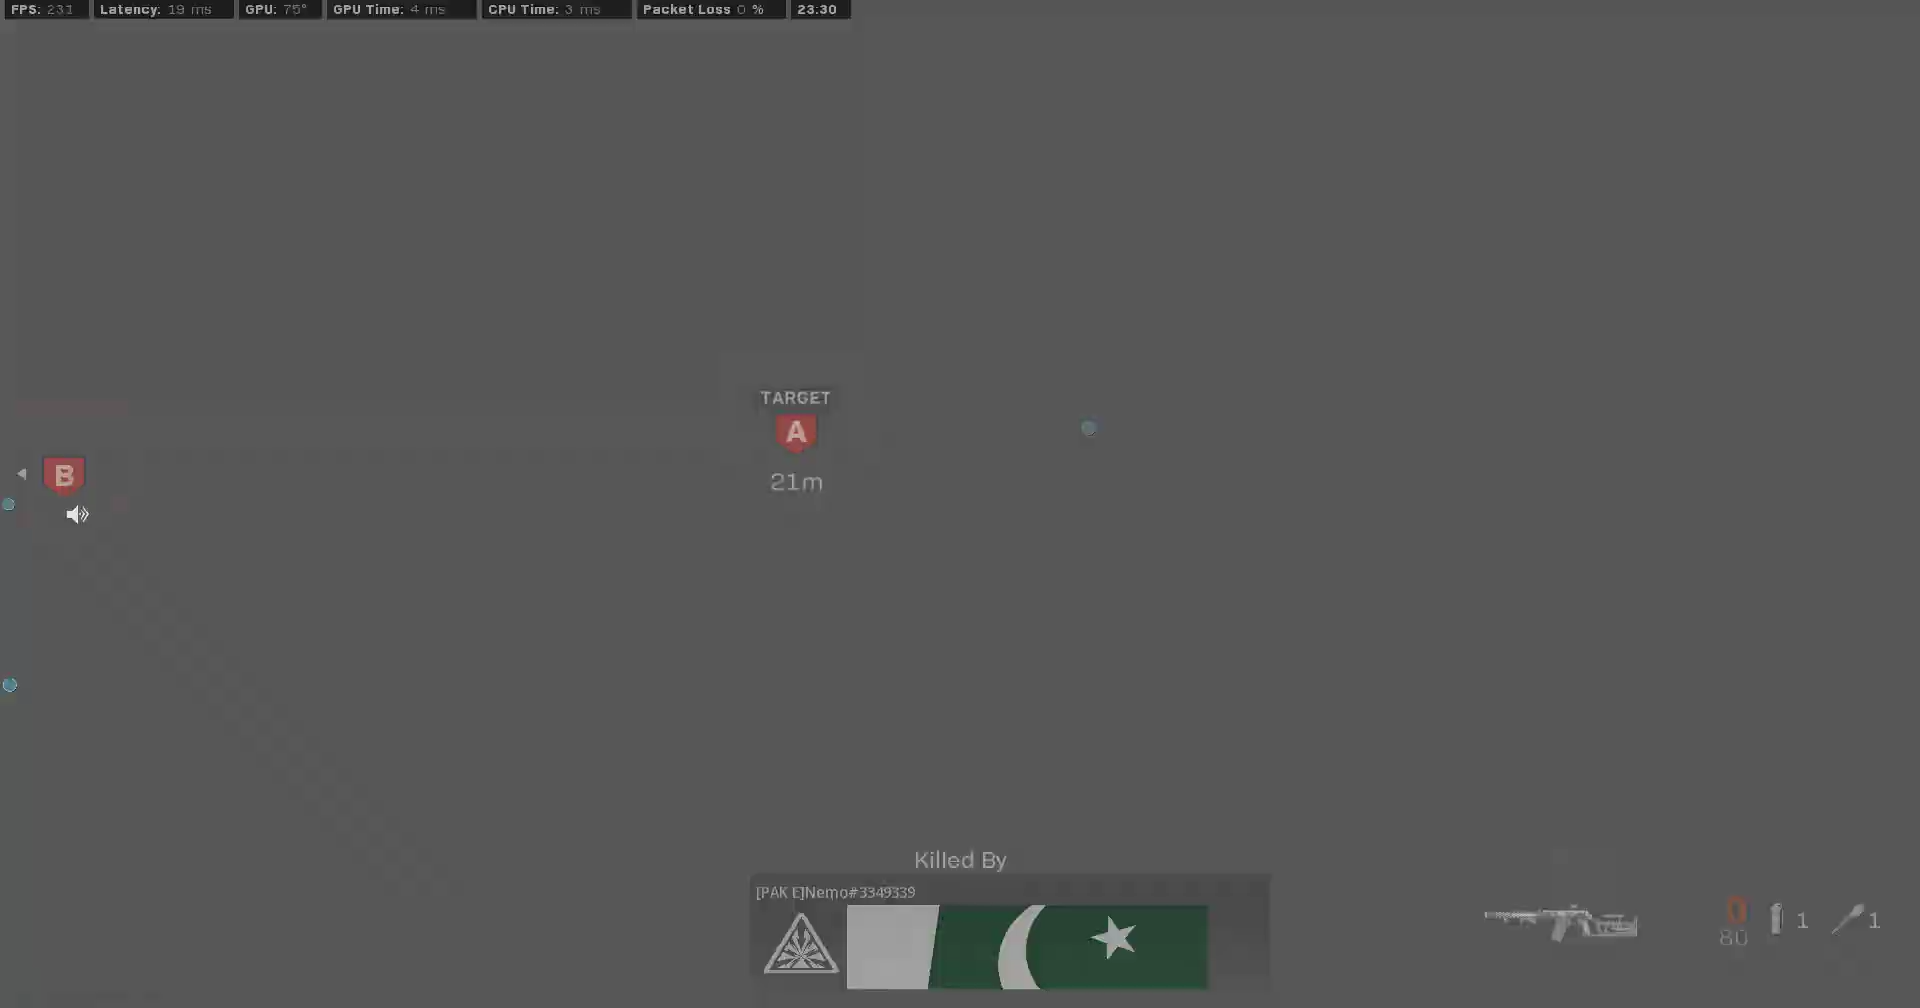 FPS: 231 Latency: 19 ms GPU: 75° GPU Time: 4 ms CPU Time: 3 ms Packet Loss 0 % 23:30
TARGET
A
21m
B
Killed By
[PAK E]Nemo#3349339
0
80
1
1